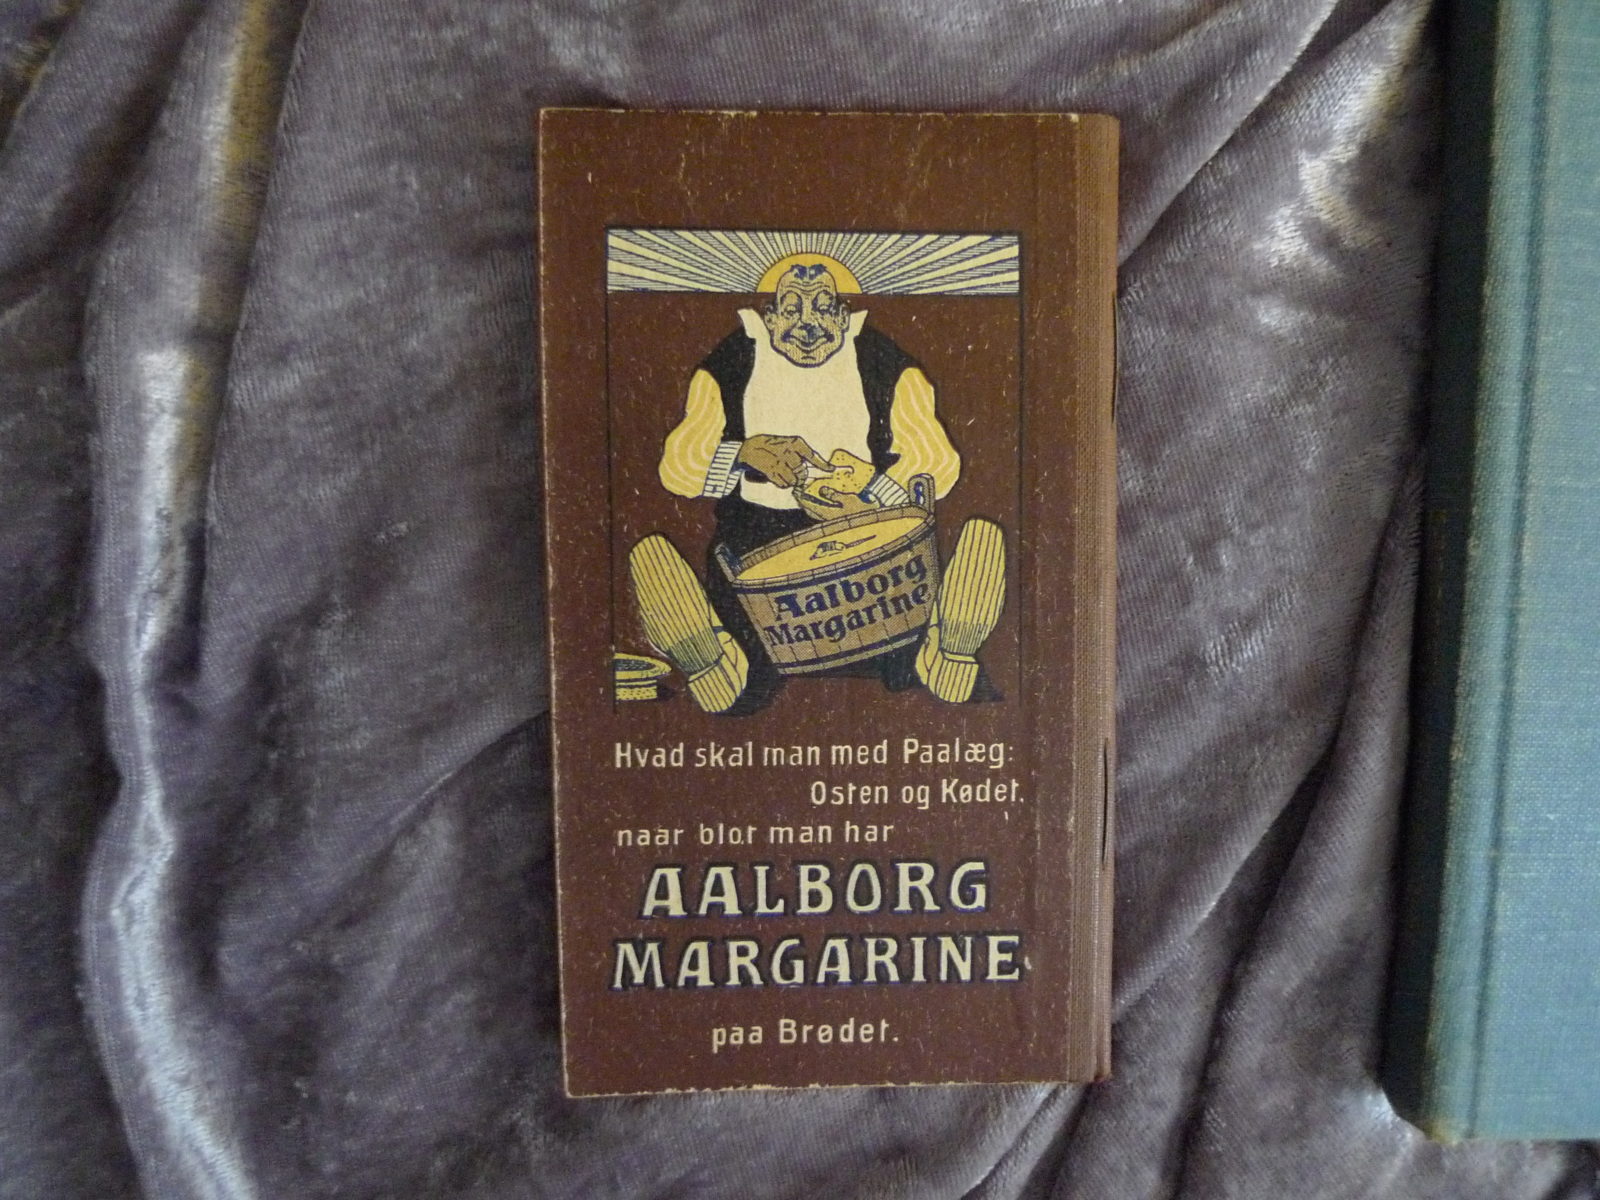 Aalborg
Margarine
Hvad skal man med Paalæg:
Osten og Kødet,
naar blot man har
AALBORG
MARGARINE
paa Brødet.